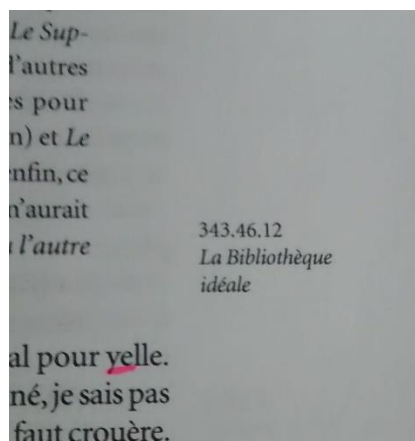 Le Sup-
l'autres
s pour
n) et Le
enfin, ce
n'aurait
l'autre
343.46.12
La Bibliothèque
idéale
al pour yelle.
né, je sais pas
faut crouère.